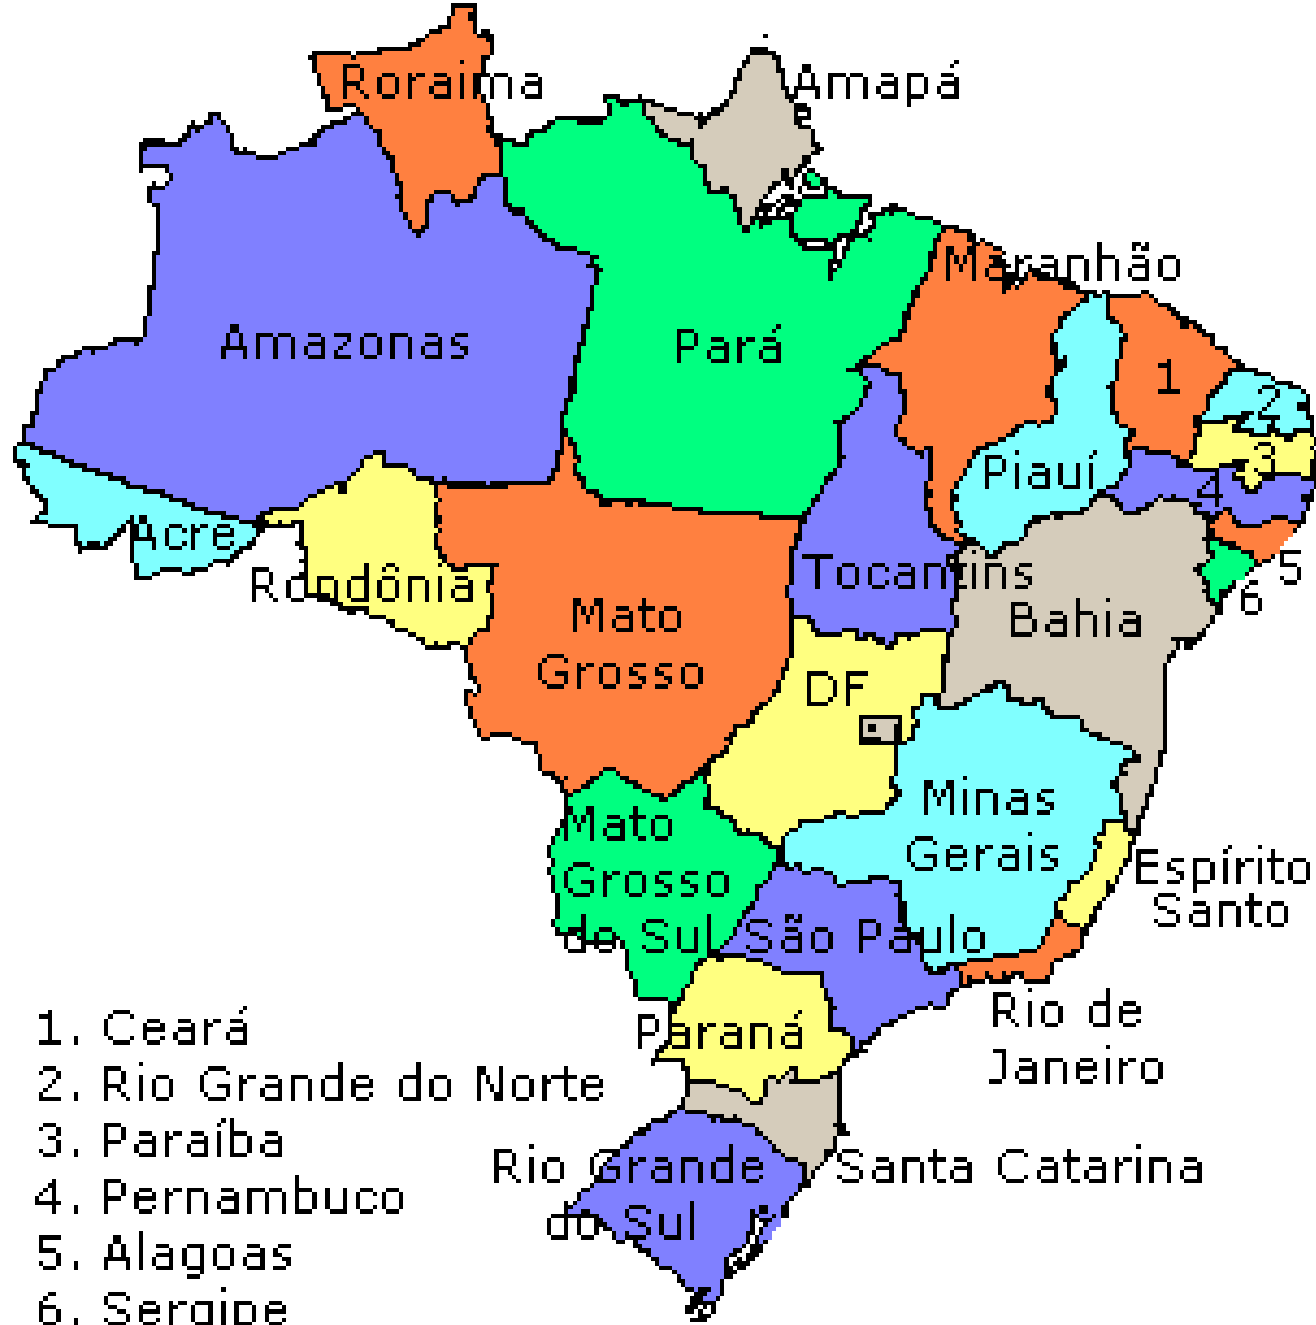 Roraima
Amapá
Maranhão
Amazonas
Pará
1
2
3
Piauí
4
Acre
Rondônia
Tocantins
5
6
Mato
Grosso
Bahia
DF
Minas
Gerais
Mato
Grosso
do Sul
São Paulo
Espírito
Santo
Rio de
Janeiro
Paraná
Santa Catarina
Rio Grande
do Sul
1. Ceará
2. Rio Grande do Norte
3. Paraíba
4. Pernambuco
5. Alagoas
6. Sergipe